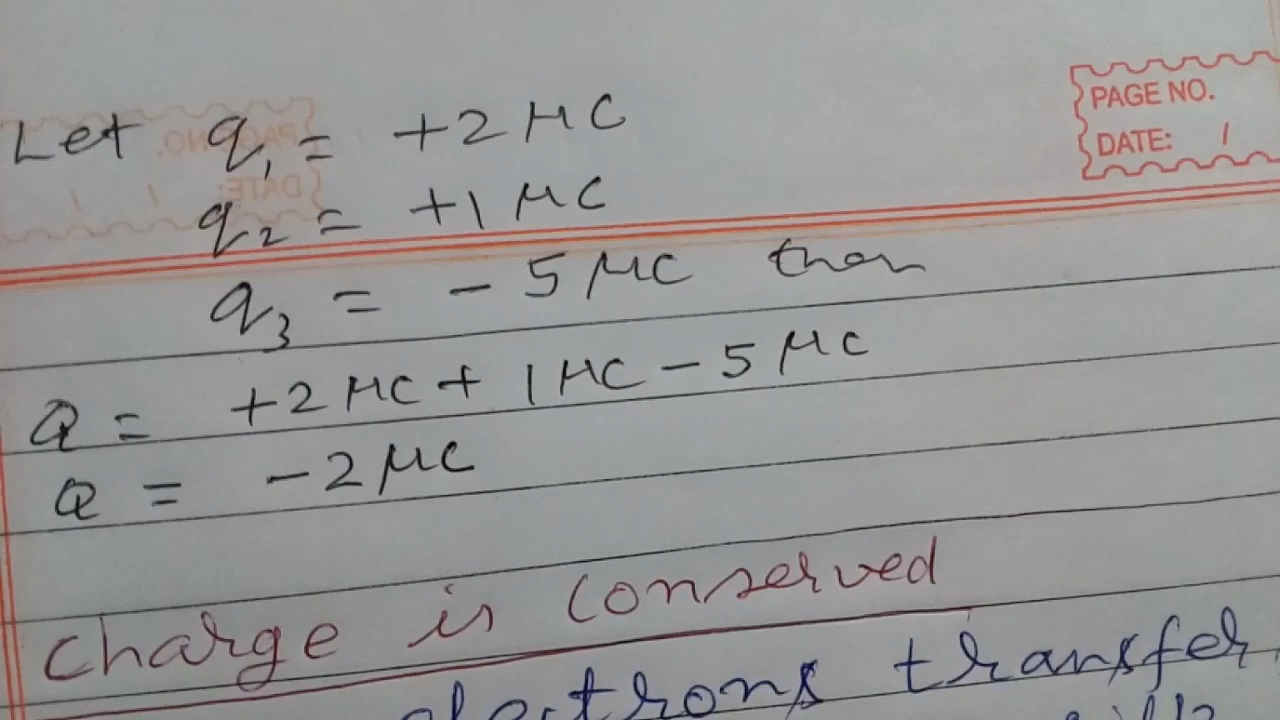 PAGE NO.
DATE: /
Let q₁ = +2 μC
q₂ = +1 μC
q₃ = - 5 μC then
Q = +2 μC + 1 μC - 5 μC
Q = -2 μC
Charge is conserved
electrons transfer